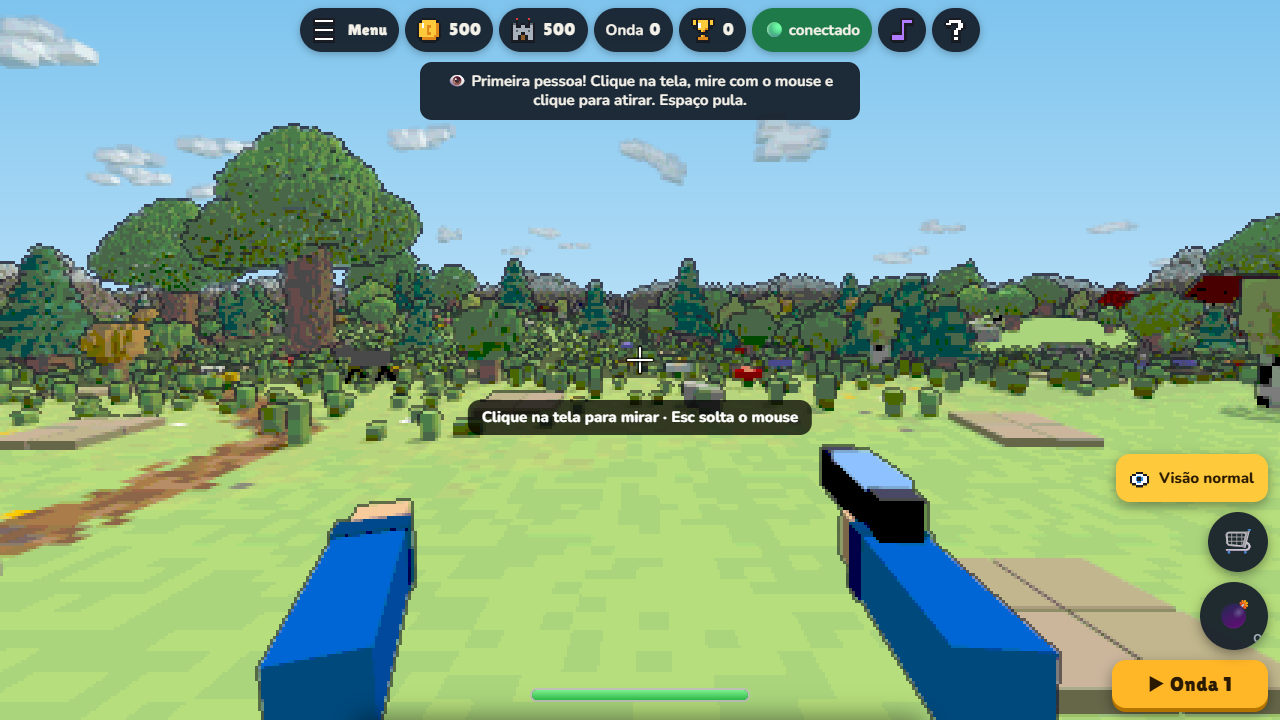 Menu
500
500
Onda 0
0
conectado
?
Primeira pessoa! Clique na tela, mire com o mouse e
clique para atirar. Espaço pula.
Clique na tela para mirar · Esc solta o mouse
Visão normal
Onda 1